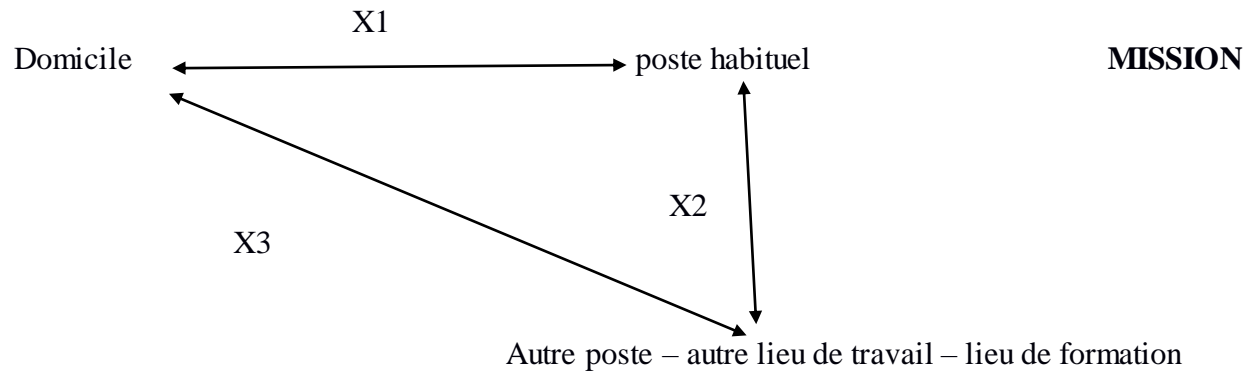 X1
Domicile poste habituel MISSION
X2
X3
Autre poste – autre lieu de travail – lieu de formation